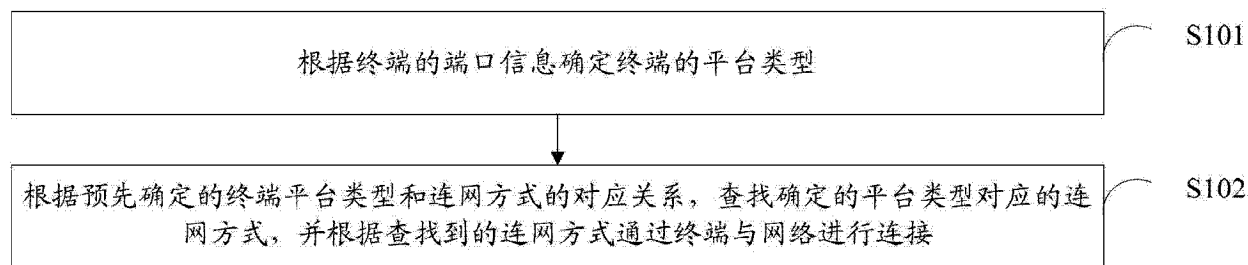 根据终端的端口信息确定终端的平台类型
S101
根据预先确定的终端平台类型和连网方式的对应关系，查找确定的平台类型对应的连
网方式，并根据查找到的连网方式通过终端与网络进行连接
S102